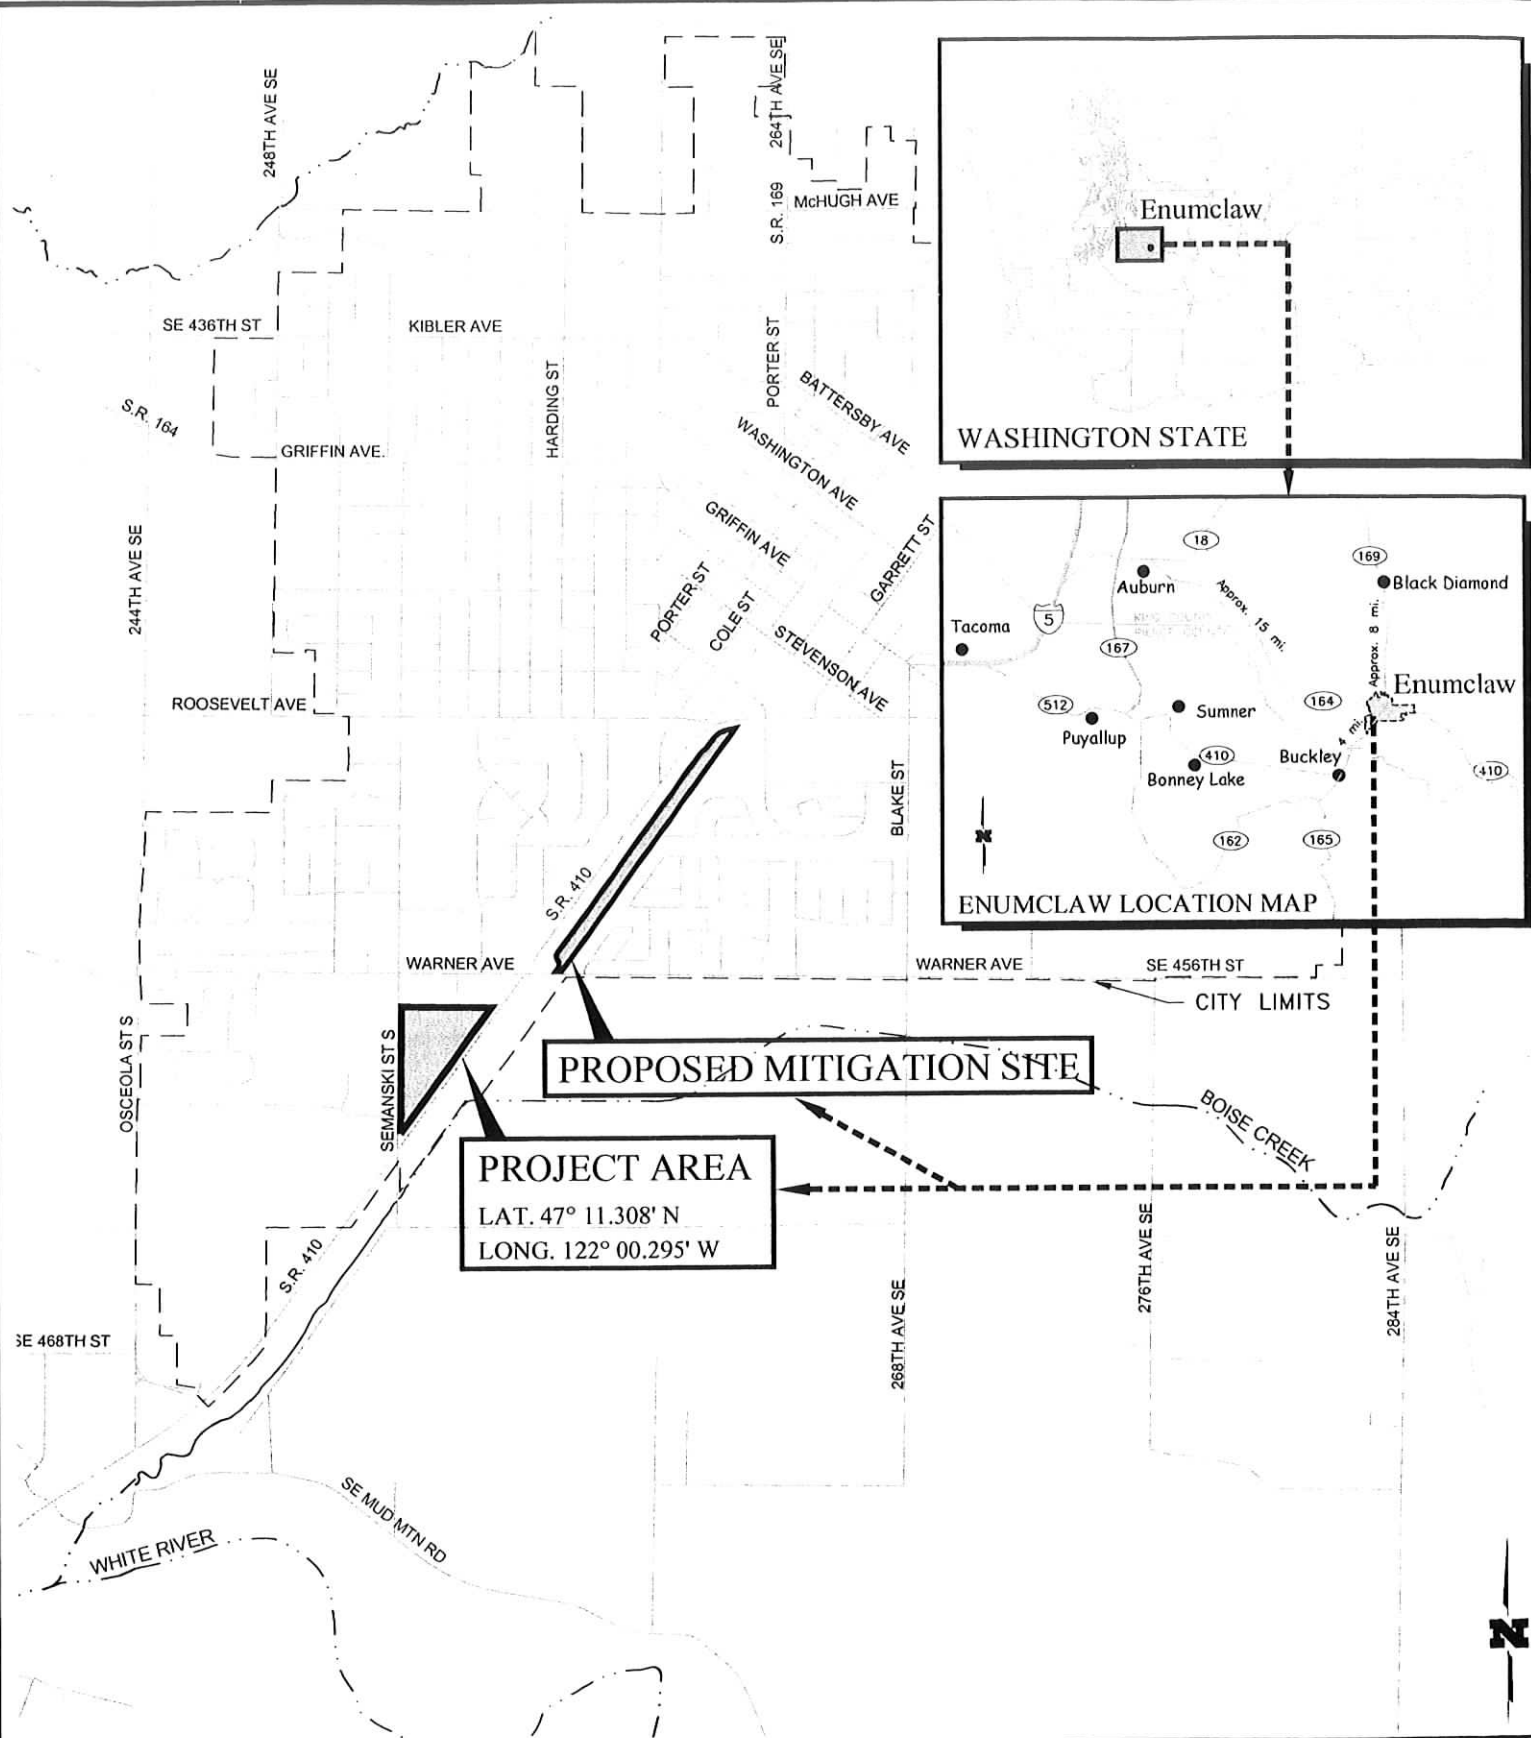 248TH AVE SE
264TH AVE SE
S.R. 169
McHUGH AVE
SE 436TH ST
KIBLER AVE
HARDING ST
PORTER ST
BATTERSBY AVE
WASHINGTON AVE
GRIFFIN AVE
GARRETT ST
S.R. 164
GRIFFIN AVE.
244TH AVE SE
PORTER ST
COLE ST
STEVENSON AVE
ROOSEVELT AVE
BLAKE ST
S.R. 410
WARNER AVE
WARNER AVE
SE 456TH ST
CITY LIMITS
OSCEOLA ST S
SEMANSKI ST S
PROPOSED MITIGATION SITE
BOISE CREEK
PROJECT AREA
LAT. 47° 11.308' N
LONG. 122° 00.295' W
S.R. 410
276TH AVE SE
284TH AVE SE
268TH AVE SE
SE 468TH ST
SE MUD MTN RD
WHITE RIVER
N
Enumclaw
WASHINGTON STATE
18
169
Auburn
Black Diamond
Approx. 15 mi.
Approx. 8 mi.
5
Tacoma
167
Enumclaw
164
512
Sumner
Puyallup
4 mi.
Buckley
410
Bonney Lake
410
N
162
165
ENUMCLAW LOCATION MAP